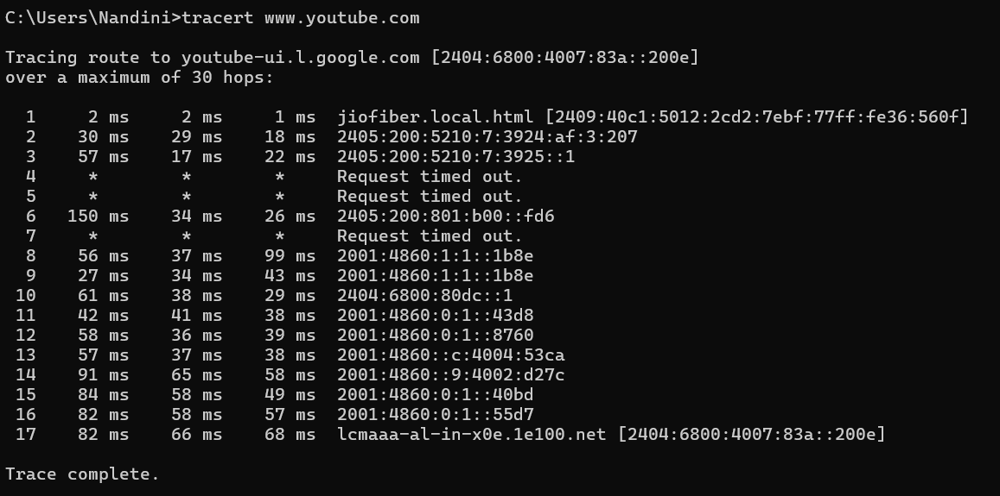 C:\Users\Nandini>tracert www.youtube.com
Tracing route to youtube-ui.l.google.com [2404:6800:4007:83a::200e]
over a maximum of 30 hops:
1 2 ms 2 ms 1 ms jiofiber.local.html [2409:40c1:5012:2cd2:7ebf:77ff:fe36:560f]
2 30 ms 29 ms 18 ms 2405:200:5210:7:3924:af:3:207
3 57 ms 17 ms 22 ms 2405:200:5210:7:3925::1
4 * * * Request timed out.
5 * * * Request timed out.
6 150 ms 34 ms 26 ms 2405:200:801:b00::fd6
7 * * * Request timed out.
8 56 ms 37 ms 99 ms 2001:4860:1:1::1b8e
9 27 ms 34 ms 43 ms 2001:4860:1:1::1b8e
10 61 ms 38 ms 29 ms 2404:6800:80dc::1
11 42 ms 41 ms 38 ms 2001:4860:0:1::43d8
12 58 ms 36 ms 39 ms 2001:4860:0:1::8760
13 57 ms 37 ms 38 ms 2001:4860::c:4004:53ca
14 91 ms 65 ms 58 ms 2001:4860::9:4002:d27c
15 84 ms 58 ms 49 ms 2001:4860:0:1::40bd
16 82 ms 58 ms 57 ms 2001:4860:0:1::55d7
17 82 ms 66 ms 68 ms lcmaaa-al-in-x0e.1e100.net [2404:6800:4007:83a::200e]
Trace complete.